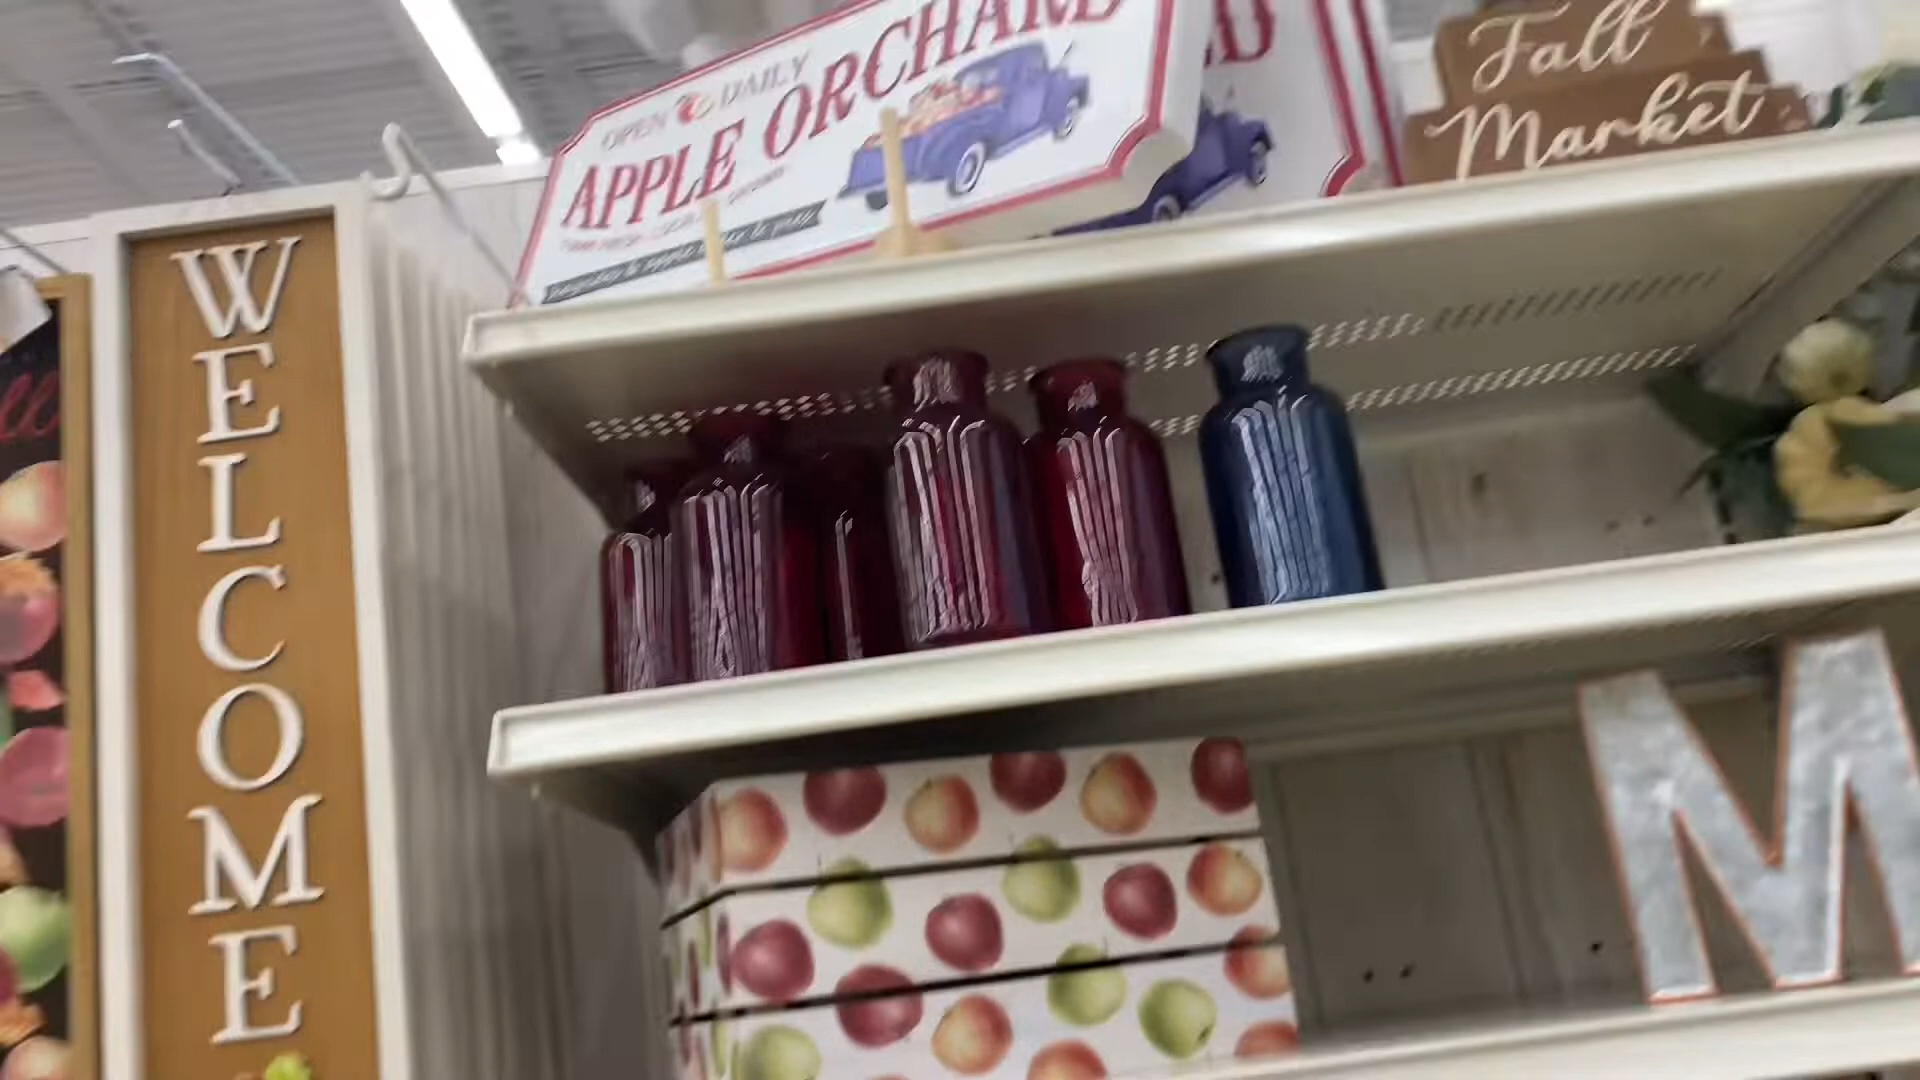 OPEN DAILY
APPLE ORCHARD
D
Fall
Market
WELCOME
M